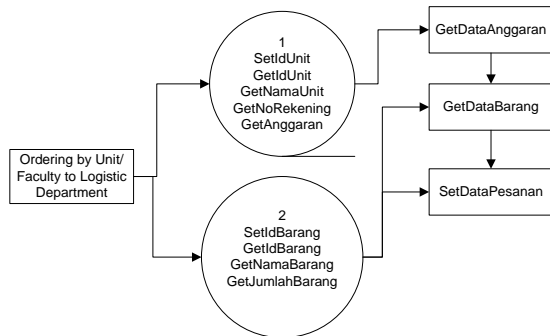 Ordering by Unit/
Faculty to Logistic
Department
1
SetIdUnit
GetIdUnit
GetNamaUnit
GetNoRekening
GetAnggaran
2
SetIdBarang
GetIdBarang
GetNamaBarang
GetJumlahBarang
GetDataAnggaran
GetDataBarang
SetDataPesanan